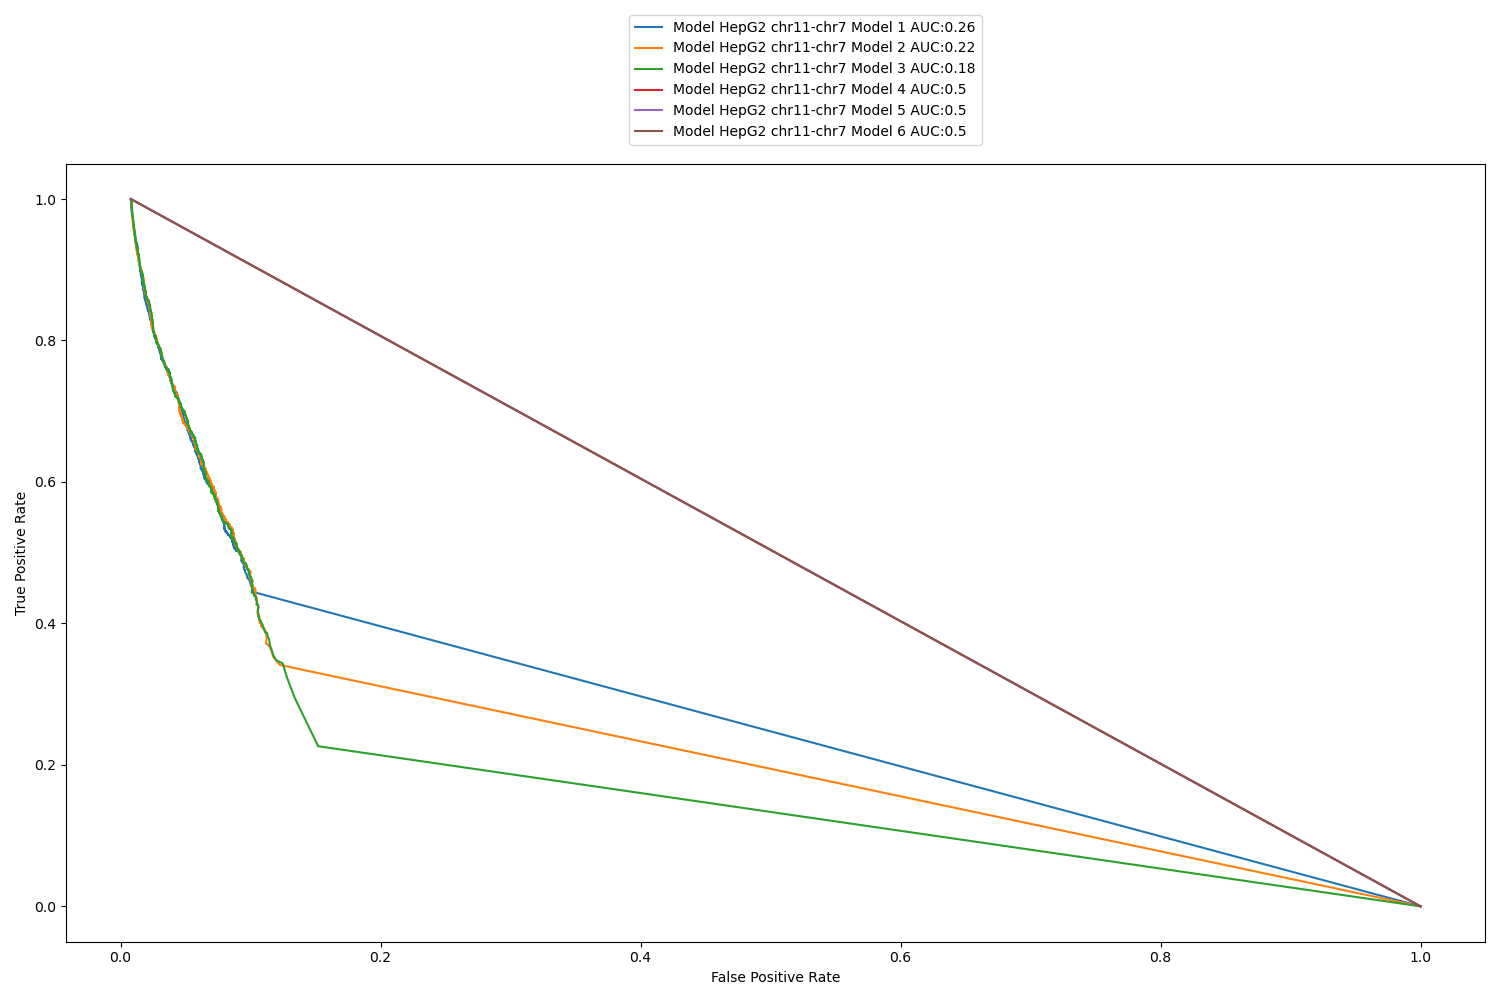 Model HepG2 chr11-chr7 Model 1 AUC:0.26
Model HepG2 chr11-chr7 Model 2 AUC:0.22
Model HepG2 chr11-chr7 Model 3 AUC:0.18
Model HepG2 chr11-chr7 Model 4 AUC:0.5
Model HepG2 chr11-chr7 Model 5 AUC:0.5
Model HepG2 chr11-chr7 Model 6 AUC:0.5
True Positive Rate
1.0
0.8
0.6
0.4
0.2
0.0
0.0 0.2 0.4 0.6 0.8 1.0
False Positive Rate